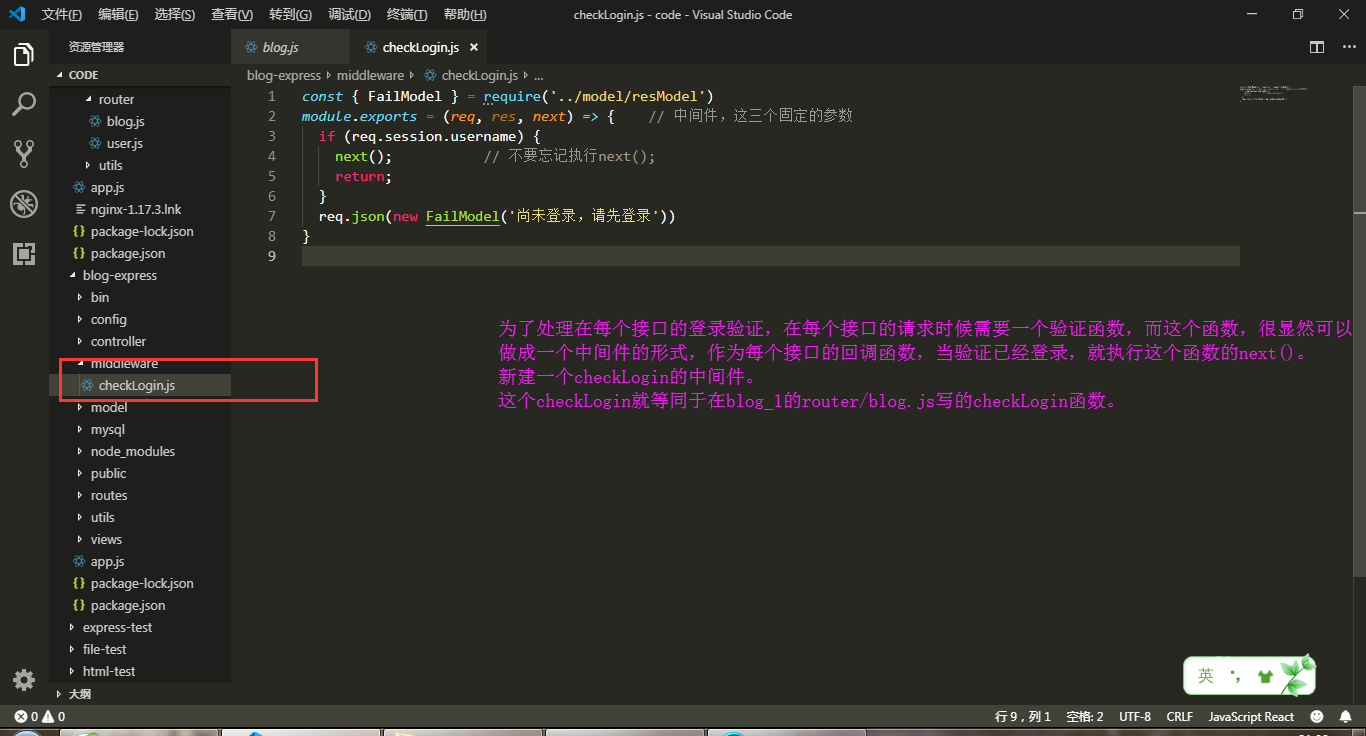 文件(F) 编辑(E) 选择(S) 查看(V) 转到(G) 调试(D) 终端(T) 帮助(H) checkLogin.js - code - Visual Studio Code
资源管理器 blog.js checkLogin.js ×
CODE
blog-express middleware checkLogin.js ...
router
blog.js
user.js
utils
app.js
nginx-1.17.3.lnk
package-lock.json
package.json
blog-express
bin
config
controller
middleware
checkLogin.js
model
mysql
node_modules
public
routes
utils
views
app.js
package-lock.json
package.json
express-test
file-test
html-test
大纲
1 const { FailModel } = require('../model/resModel')
2 module.exports = (req, res, next) => { // 中间件，这三个固定的参数
3 if (req.session.username) {
4 next(); // 不要忘记执行next();
5 return;
6 }
7 req.json(new FailModel('尚未登录，请先登录'))
8 }
9
为了处理在每个接口的登录验证，在每个接口的请求时候需要一个验证函数，而这个函数，很显然可以
做成一个中间件的形式，作为每个接口的回调函数，当验证已经登录，就执行这个函数的next()。
新建一个checkLogin的中间件。
这个checkLogin就等同于在blog_1的router/blog.js写的checkLogin函数。
英
0 0 行 9，列 1 空格: 2 UTF-8 CRLF JavaScript React